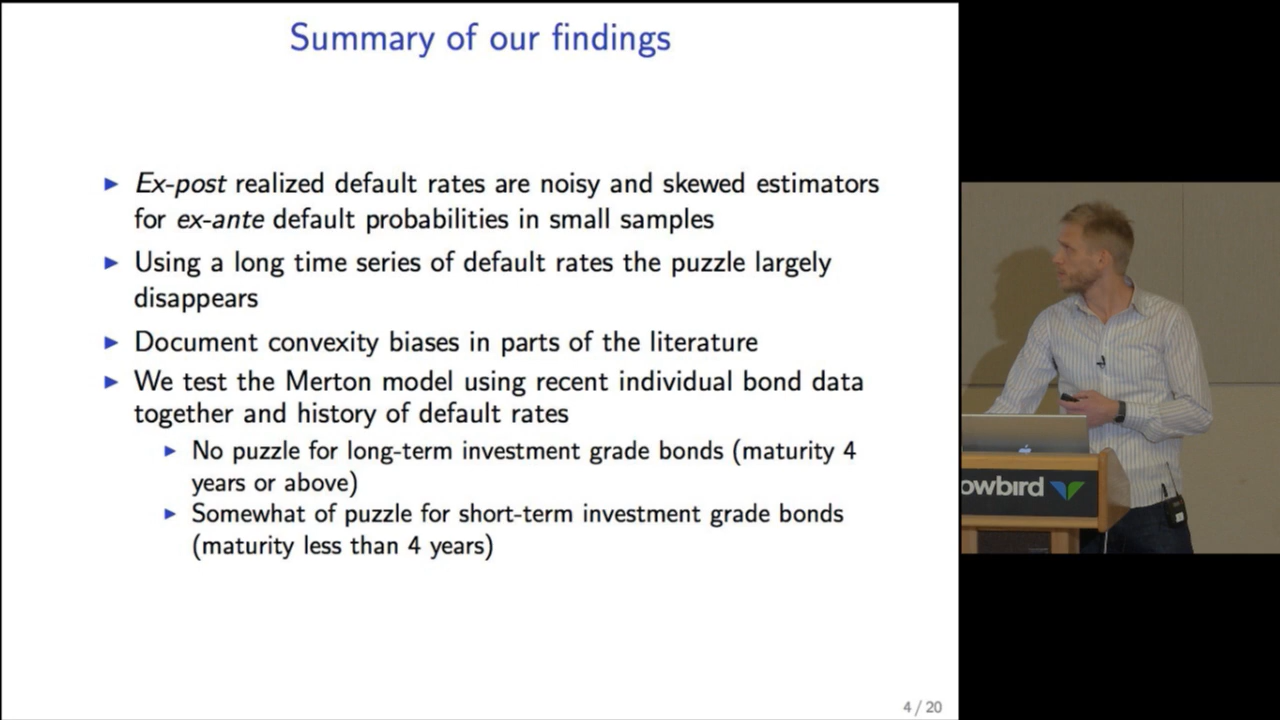 Summary of our findings
Ex-post realized default rates are noisy and skewed estimators
for ex-ante default probabilities in small samples
Using a long time series of default rates the puzzle largely
disappears
Document convexity biases in parts of the literature
We test the Merton model using recent individual bond data
together and history of default rates
No puzzle for long-term investment grade bonds (maturity 4
years or above)
Somewhat of puzzle for short-term investment grade bonds
(maturity less than 4 years)
4 / 20
owbird